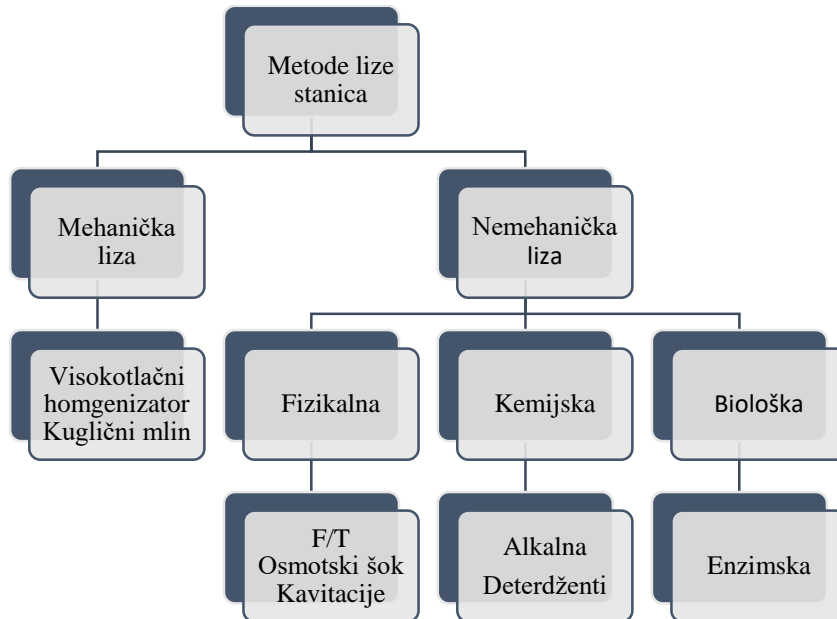 Metode lize
stanica
Mehanička
liza
Nemehanička
liza
Visokotlačni
homgenizator
Kuglični mlin
Fizikalna
Kemijska
Biološka
F/T
Osmotski šok
Kavitacije
Alkalna
Deterdženti
Enzimska